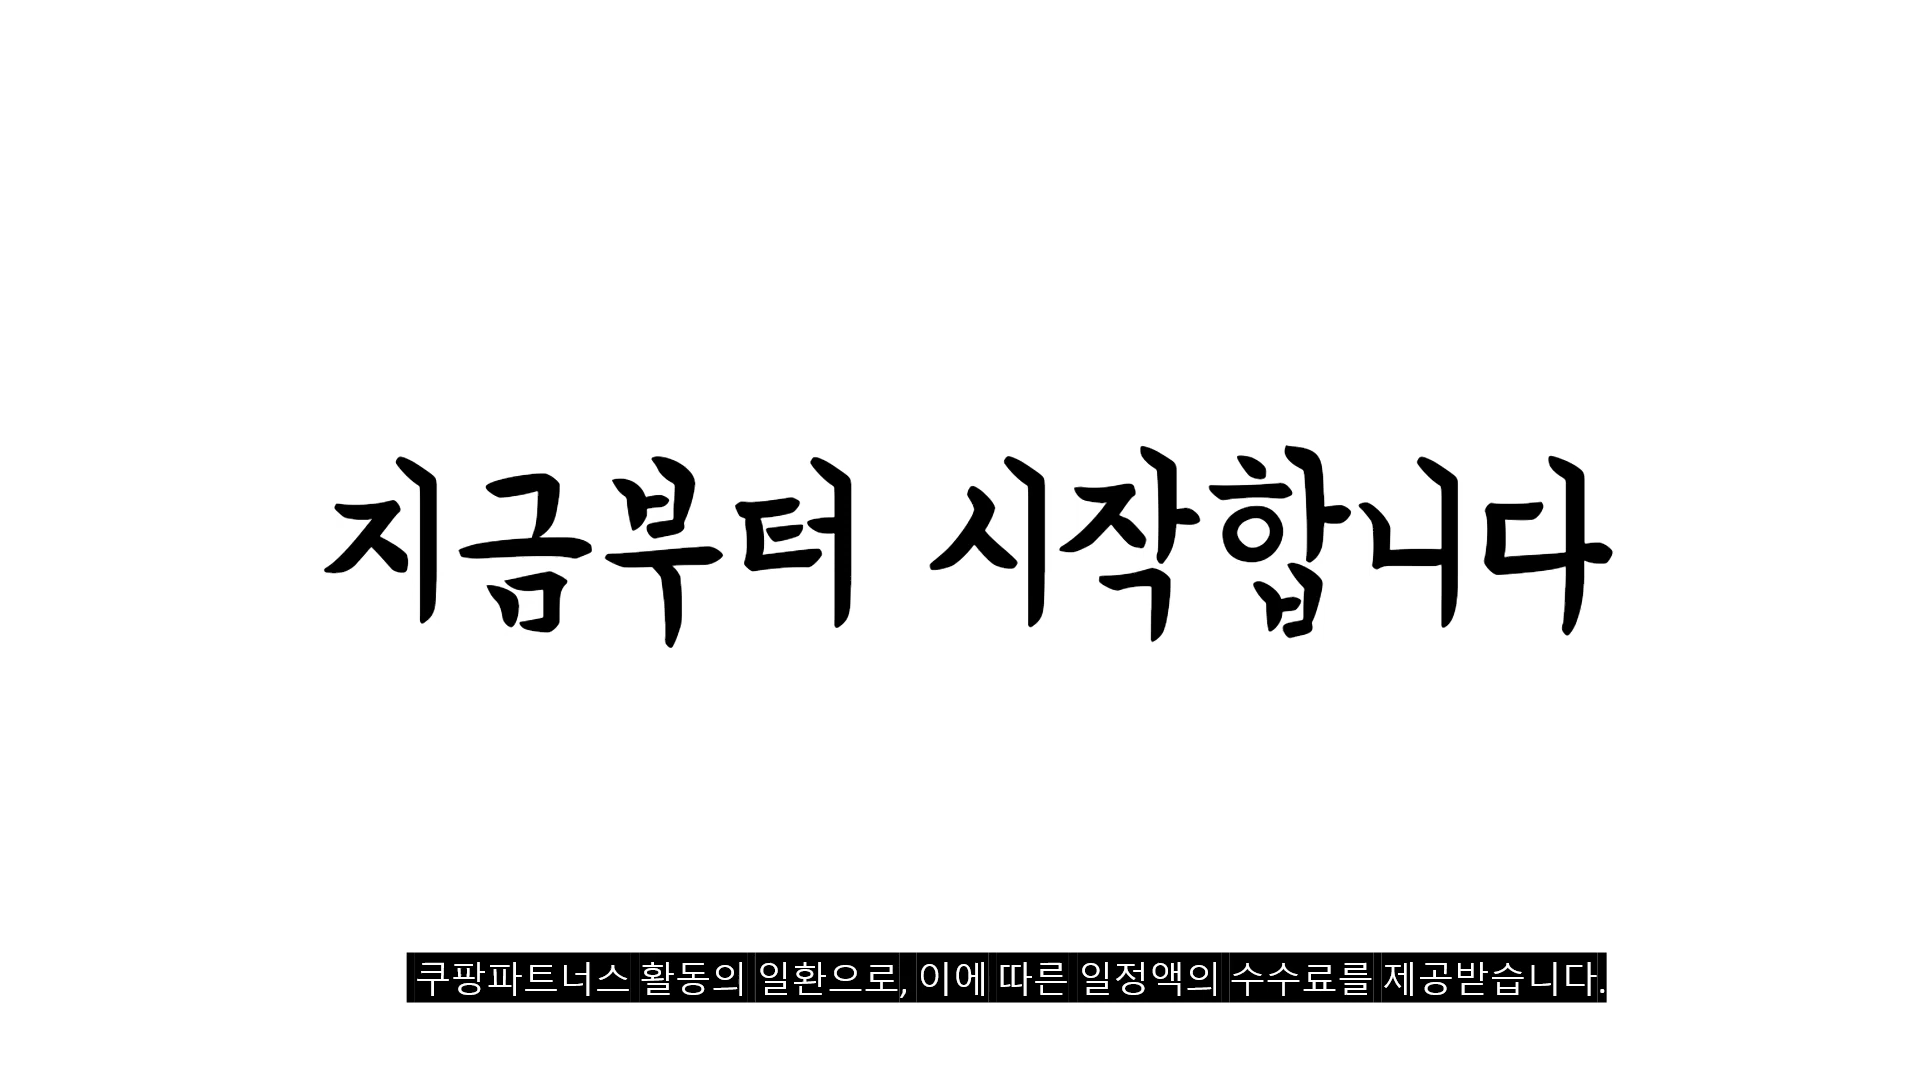 지금부터 시작합니다
쿠팡파트너스 활동의 일환으로, 이에 따른 일정액의 수수료를 제공받습니다.